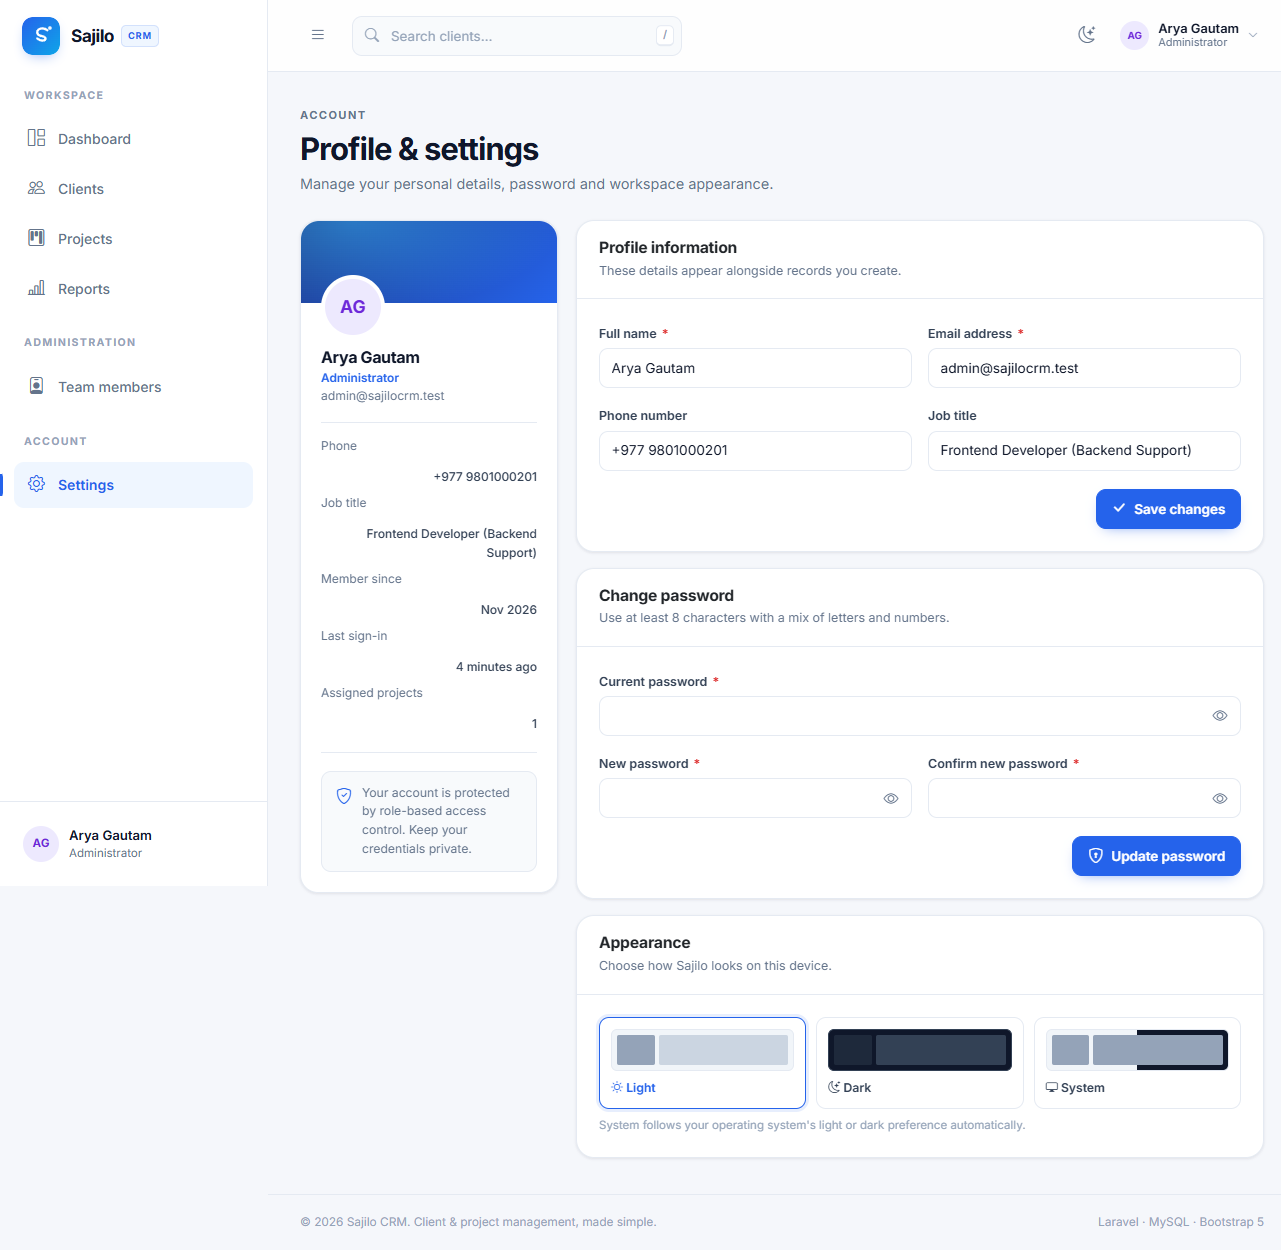 Sajilo CRM
Search clients...
/
AG
Arya Gautam
Administrator
WORKSPACE
Dashboard
Clients
Projects
Reports
ADMINISTRATION
Team members
ACCOUNT
Settings
AG
Arya Gautam
Administrator
ACCOUNT
Profile & settings
Manage your personal details, password and workspace appearance.
AG
Arya Gautam
Administrator
admin@sajilocrm.test
Phone
+977 9801000201
Job title
Frontend Developer (Backend
Support)
Member since
Nov 2026
Last sign-in
4 minutes ago
Assigned projects
1
Your account is protected
by role-based access
control. Keep your
credentials private.
Profile information
These details appear alongside records you create.
Full name *
Arya Gautam
Email address *
admin@sajilocrm.test
Phone number
+977 9801000201
Job title
Frontend Developer (Backend Support)
Save changes
Change password
Use at least 8 characters with a mix of letters and numbers.
Current password *
New password *
Confirm new password *
Update password
Appearance
Choose how Sajilo looks on this device.
Light
Dark
System
System follows your operating system's light or dark preference automatically.
© 2026 Sajilo CRM. Client & project management, made simple.
Laravel · MySQL · Bootstrap 5